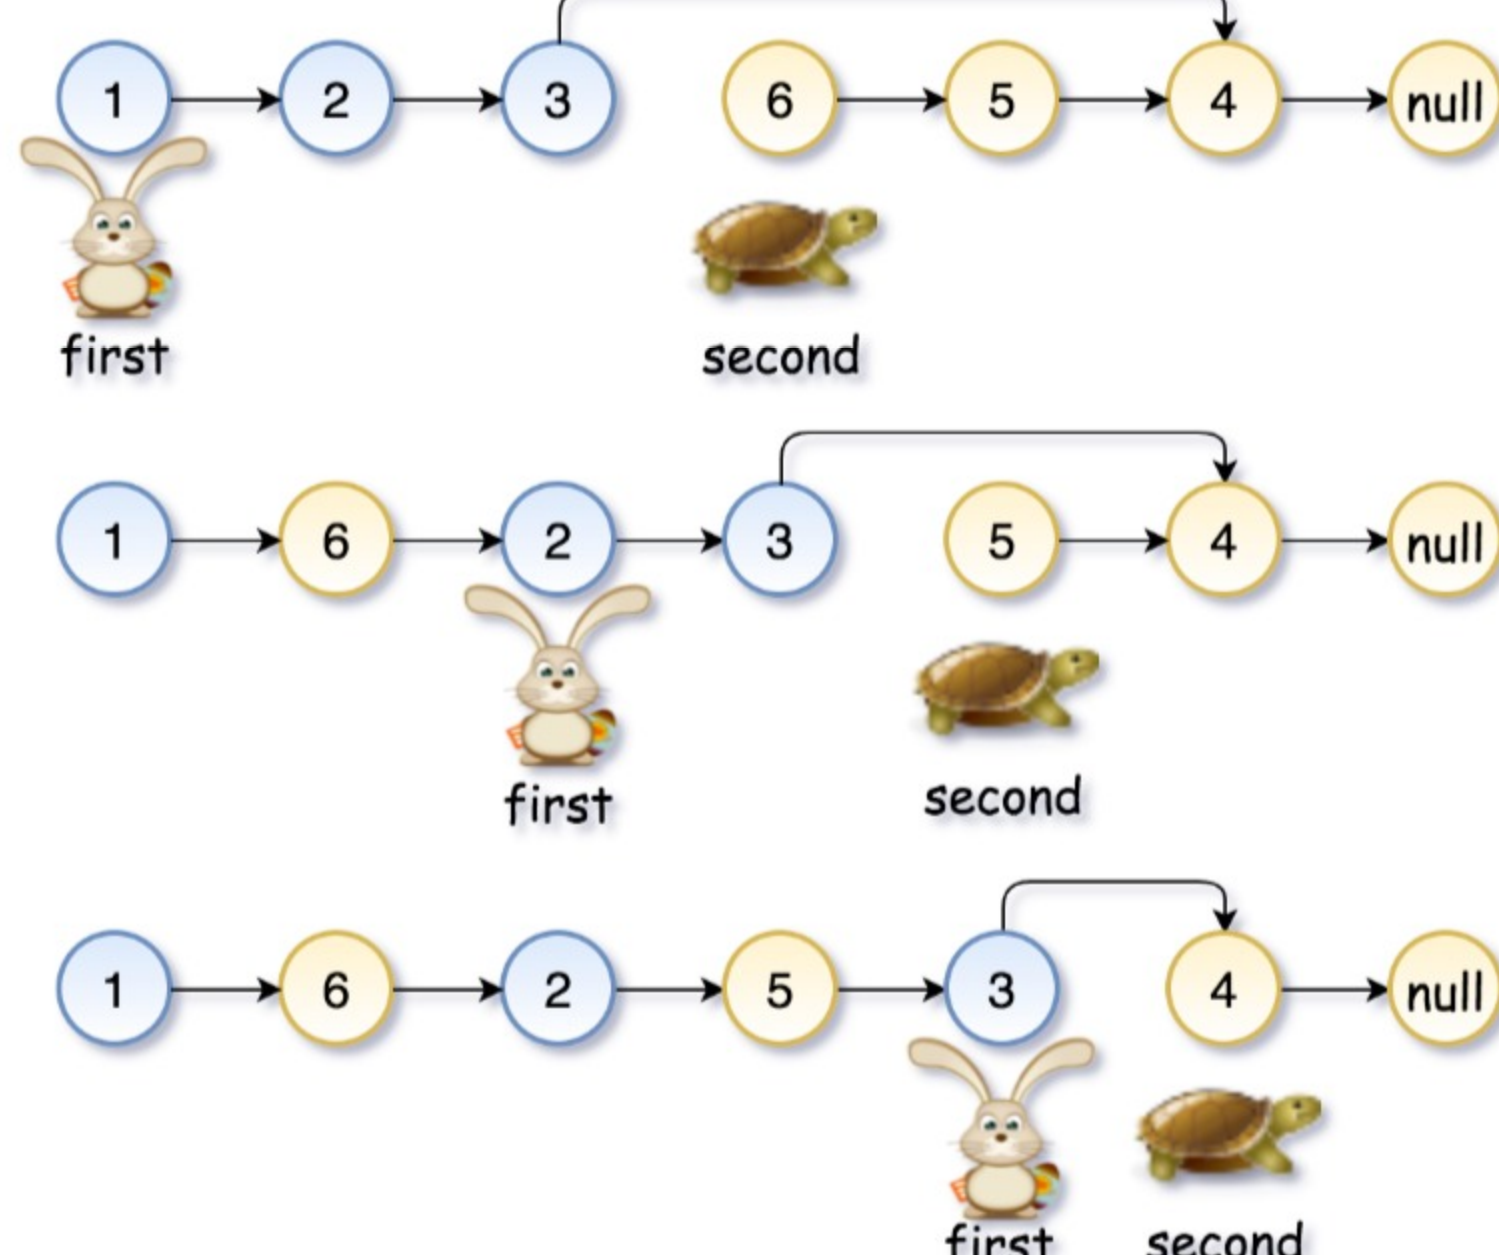 1 2 3 6 5 4 null
first second
1 6 2 3 5 4 null
first second
1 6 2 5 3 4 null
first second